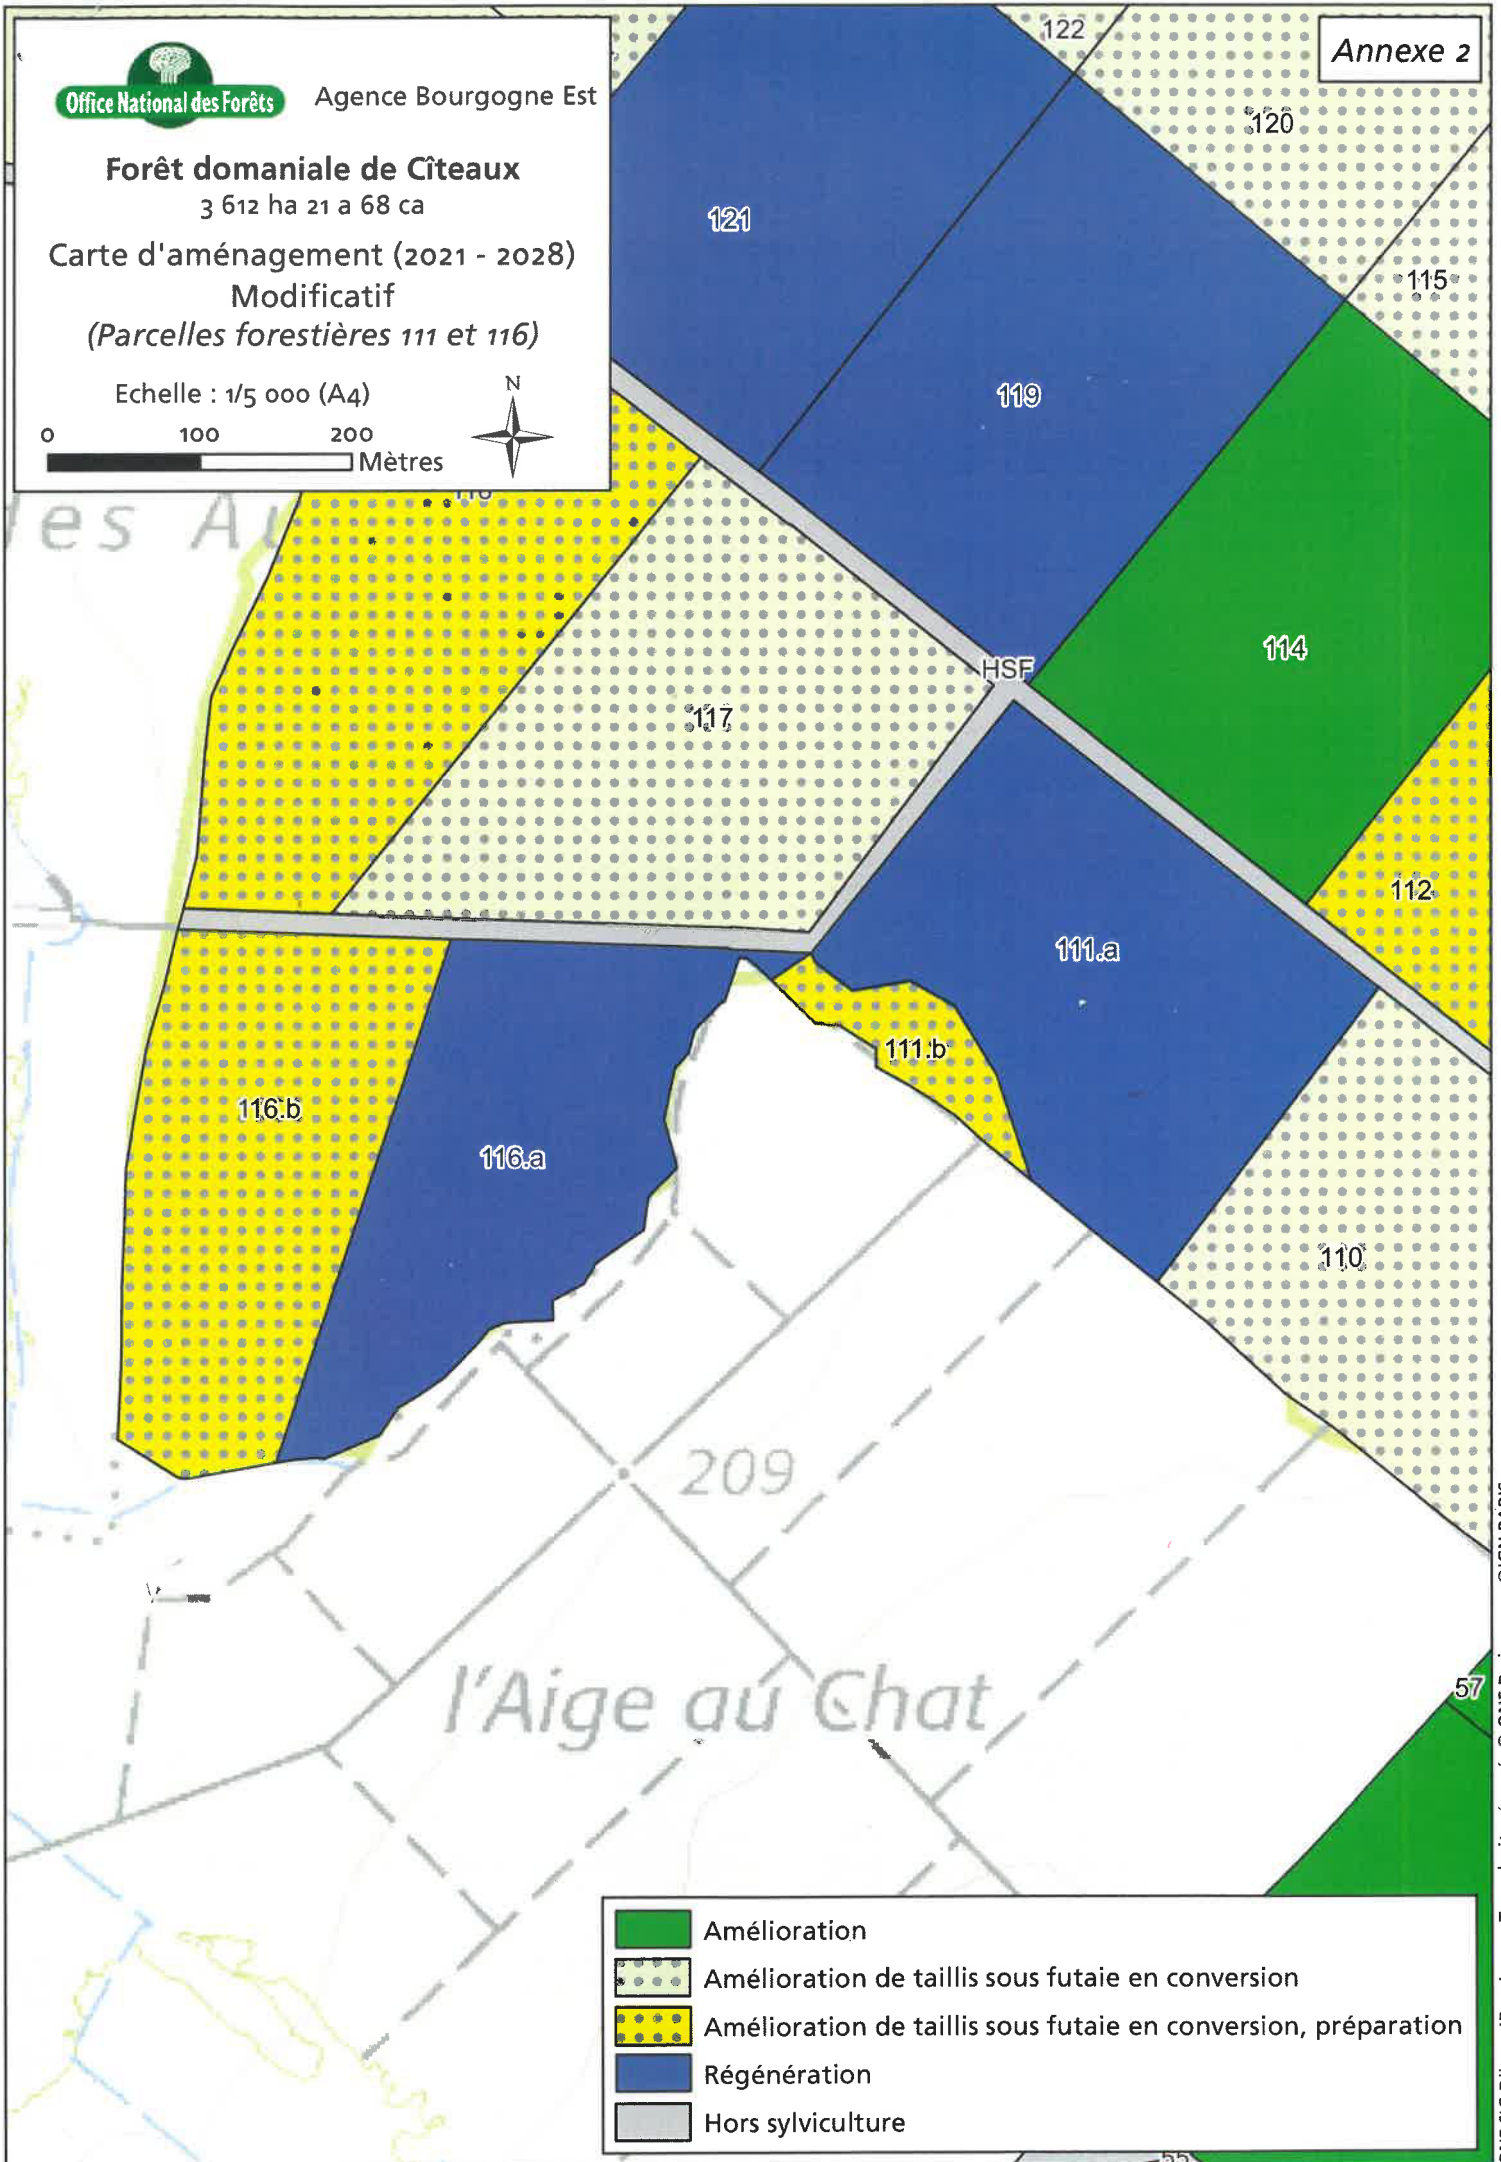 Office National des Forêts
Agence Bourgogne Est
Forêt domaniale de Cîteaux
3 612 ha 21 a 68 ca
Carte d'aménagement (2021 - 2028)
Modificatif
(Parcelles forestières 111 et 116)
Echelle : 1/5 000 (A4)
N
0 100 200
Mètres
Annexe 2
122
120
121
115
119
118
les Au
114
HSF
117
112
111.a
111.b
116.b
116.a
110
209
l'Aige au Chat
57
55
Amélioration
Amélioration de taillis sous futaie en conversion
Amélioration de taillis sous futaie en conversion, préparation
Régénération
Hors sylviculture